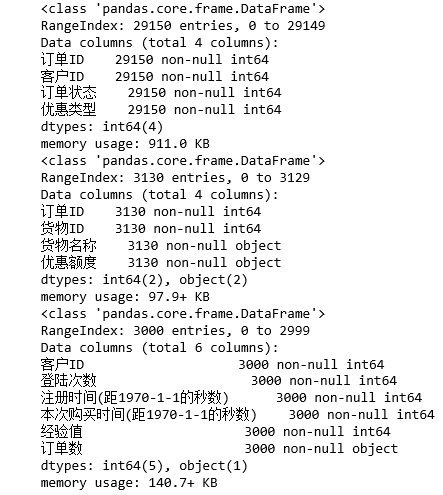 <class 'pandas.core.frame.DataFrame'>
RangeIndex: 29150 entries, 0 to 29149
Data columns (total 4 columns):
订单ID    29150 non-null int64
客户ID    29150 non-null int64
订单状态    29150 non-null int64
优惠类型    29150 non-null int64
dtypes: int64(4)
memory usage: 911.0 KB
<class 'pandas.core.frame.DataFrame'>
RangeIndex: 3130 entries, 0 to 3129
Data columns (total 4 columns):
订单ID    3130 non-null int64
货物ID    3130 non-null int64
货物名称    3130 non-null object
优惠额度    3130 non-null object
dtypes: int64(2), object(2)
memory usage: 97.9+ KB
<class 'pandas.core.frame.DataFrame'>
RangeIndex: 3000 entries, 0 to 2999
Data columns (total 6 columns):
客户ID                   3000 non-null int64
登陆次数                   3000 non-null int64
注册时间(距1970-1-1的秒数)      3000 non-null int64
本次购买时间(距1970-1-1的秒数)    3000 non-null int64
经验值                    3000 non-null int64
订单数                    3000 non-null object
dtypes: int64(5), object(1)
memory usage: 140.7+ KB